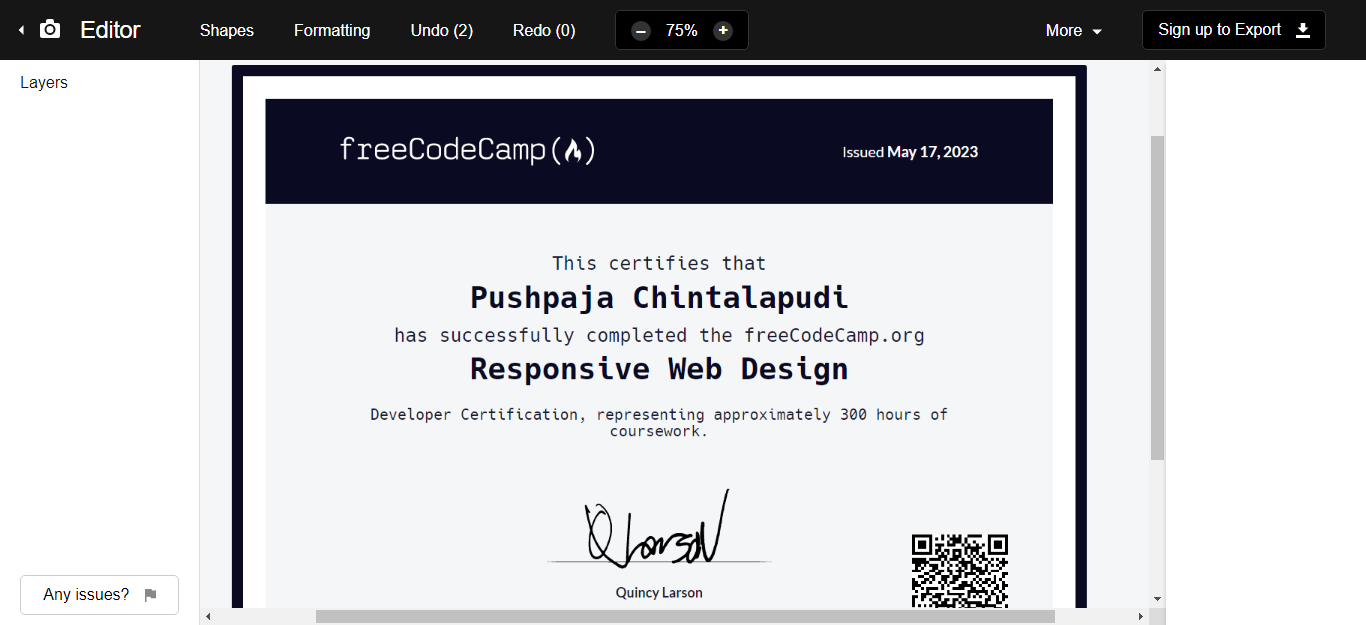 Editor
Shapes
Formatting
Undo (2)
Redo (0)
75%
More
Sign up to Export
Layers
freeCodeCamp
Issued May 17, 2023
This certifies that
Pushpaja Chintalapudi
has successfully completed the freeCodeCamp.org
Responsive Web Design
Developer Certification, representing approximately 300 hours of
coursework.
QLarson
Quincy Larson
Any issues?